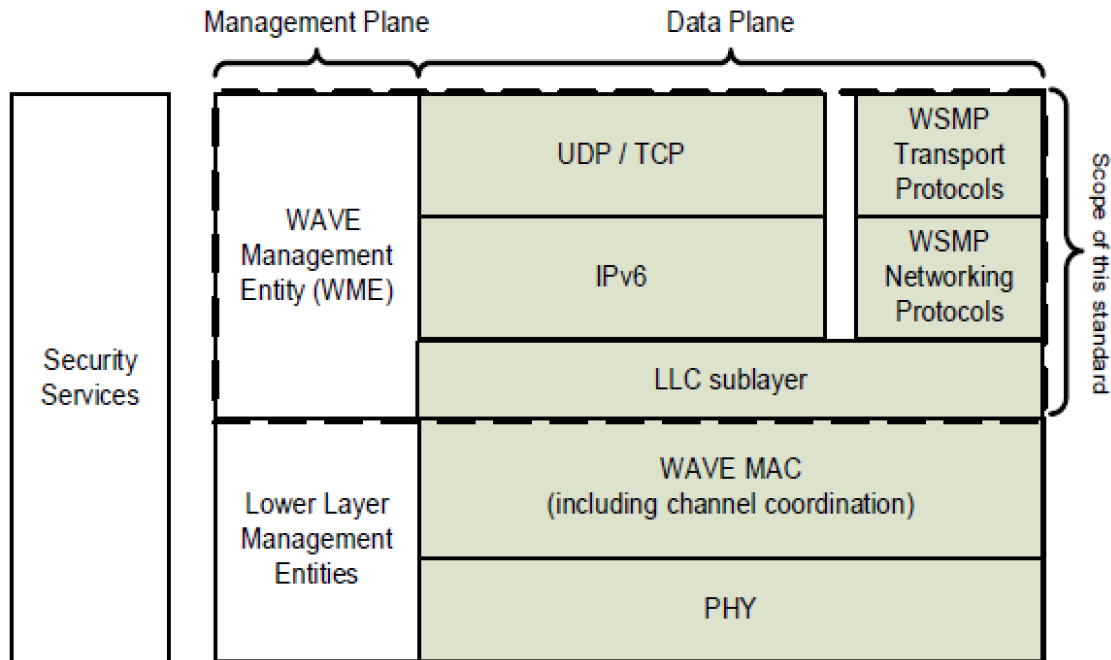 Management Plane
Data Plane
UDP / TCP
WSMP
Transport
Protocols
WAVE
Management
Entity (WME)
IPv6
WSMP
Networking
Protocols
Scope of this standard
Security
Services
LLC sublayer
Lower Layer
Management
Entities
WAVE MAC
(including channel coordination)
PHY